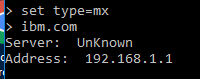 > set type=mx
> ibm.com
Server:  UnKnown
Address:  192.168.1.1